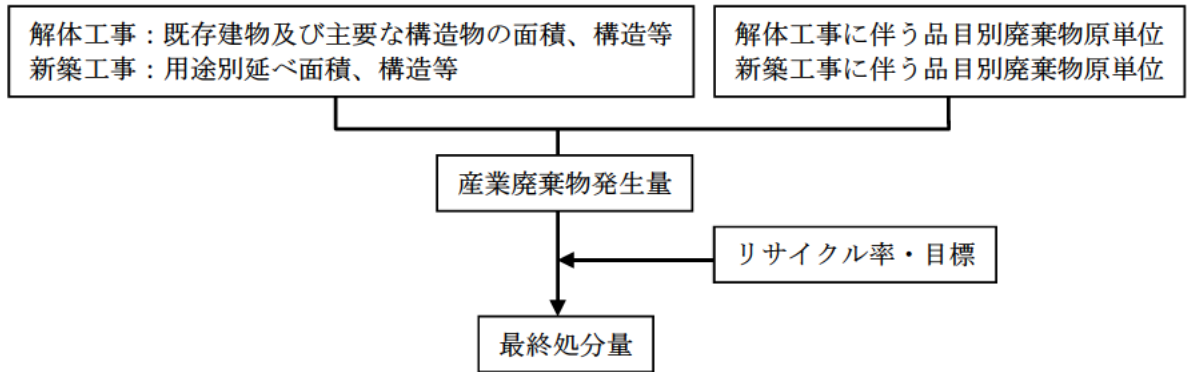 解体工事：既存建物及び主要な構造物の面積、構造等
新築工事：用途別延べ面積、構造等
解体工事に伴う品目別廃棄物原単位
新築工事に伴う品目別廃棄物原単位
産業廃棄物発生量
リサイクル率・目標
最終処分量